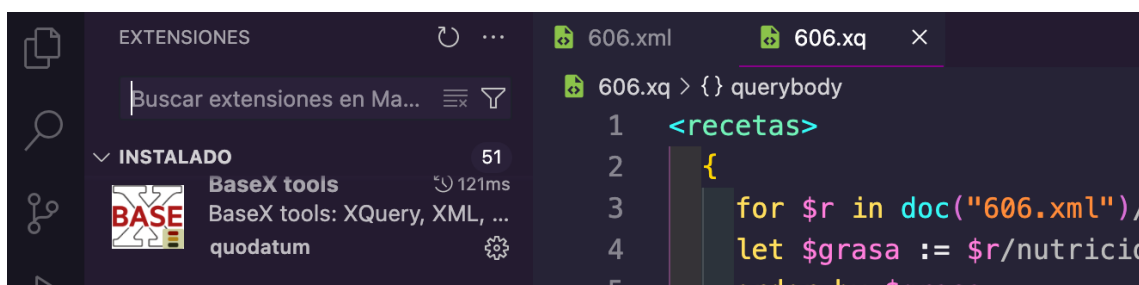 EXTENSIONES
Buscar extensiones en Ma...
INSTALADO 51
BaseX tools 121ms
BASE
BaseX tools: XQuery, XML, ...
quodatum
606.xml 606.xq
606.xq > {} querybody
1 <recetas>
2 {
3 for $r in doc("606.xml")/
4 let $grasa := $r/nutrici